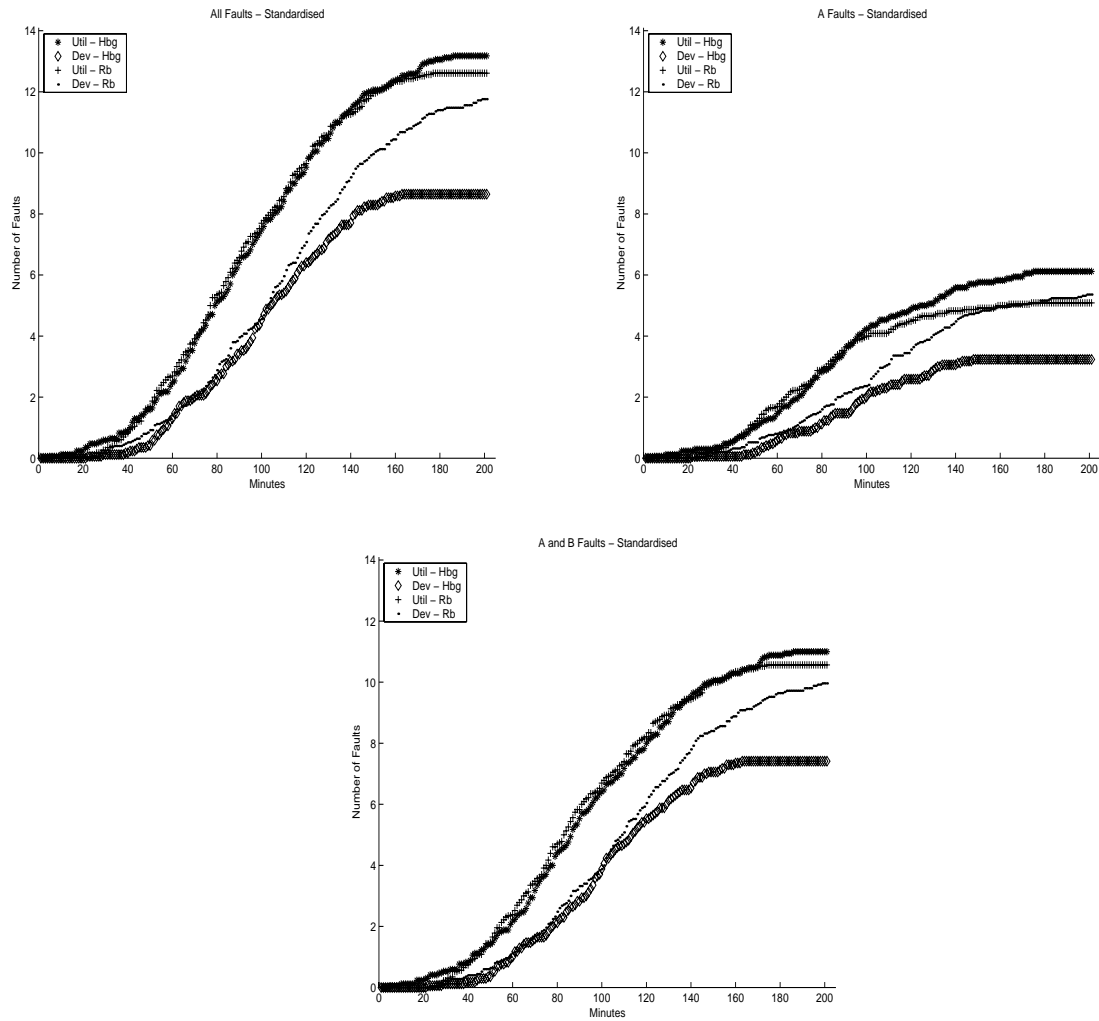 All Faults – Standardised
14
12
10
8
6
4
2
0
Number of Faults
Util – Hbg
Dev – Hbg
Util – Rb
Dev – Rb
0 20 40 60 80 100 120 140 160 180 200
Minutes
A Faults – Standardised
14
12
10
8
6
4
2
0
Number of Faults
Util – Hbg
Dev – Hbg
Util – Rb
Dev – Rb
0 20 40 60 80 100 120 140 160 180 200
Minutes
A and B Faults – Standardised
14
12
10
8
6
4
2
0
Number of Faults
Util – Hbg
Dev – Hbg
Util – Rb
Dev – Rb
0 20 40 60 80 100 120 140 160 180 200
Minutes